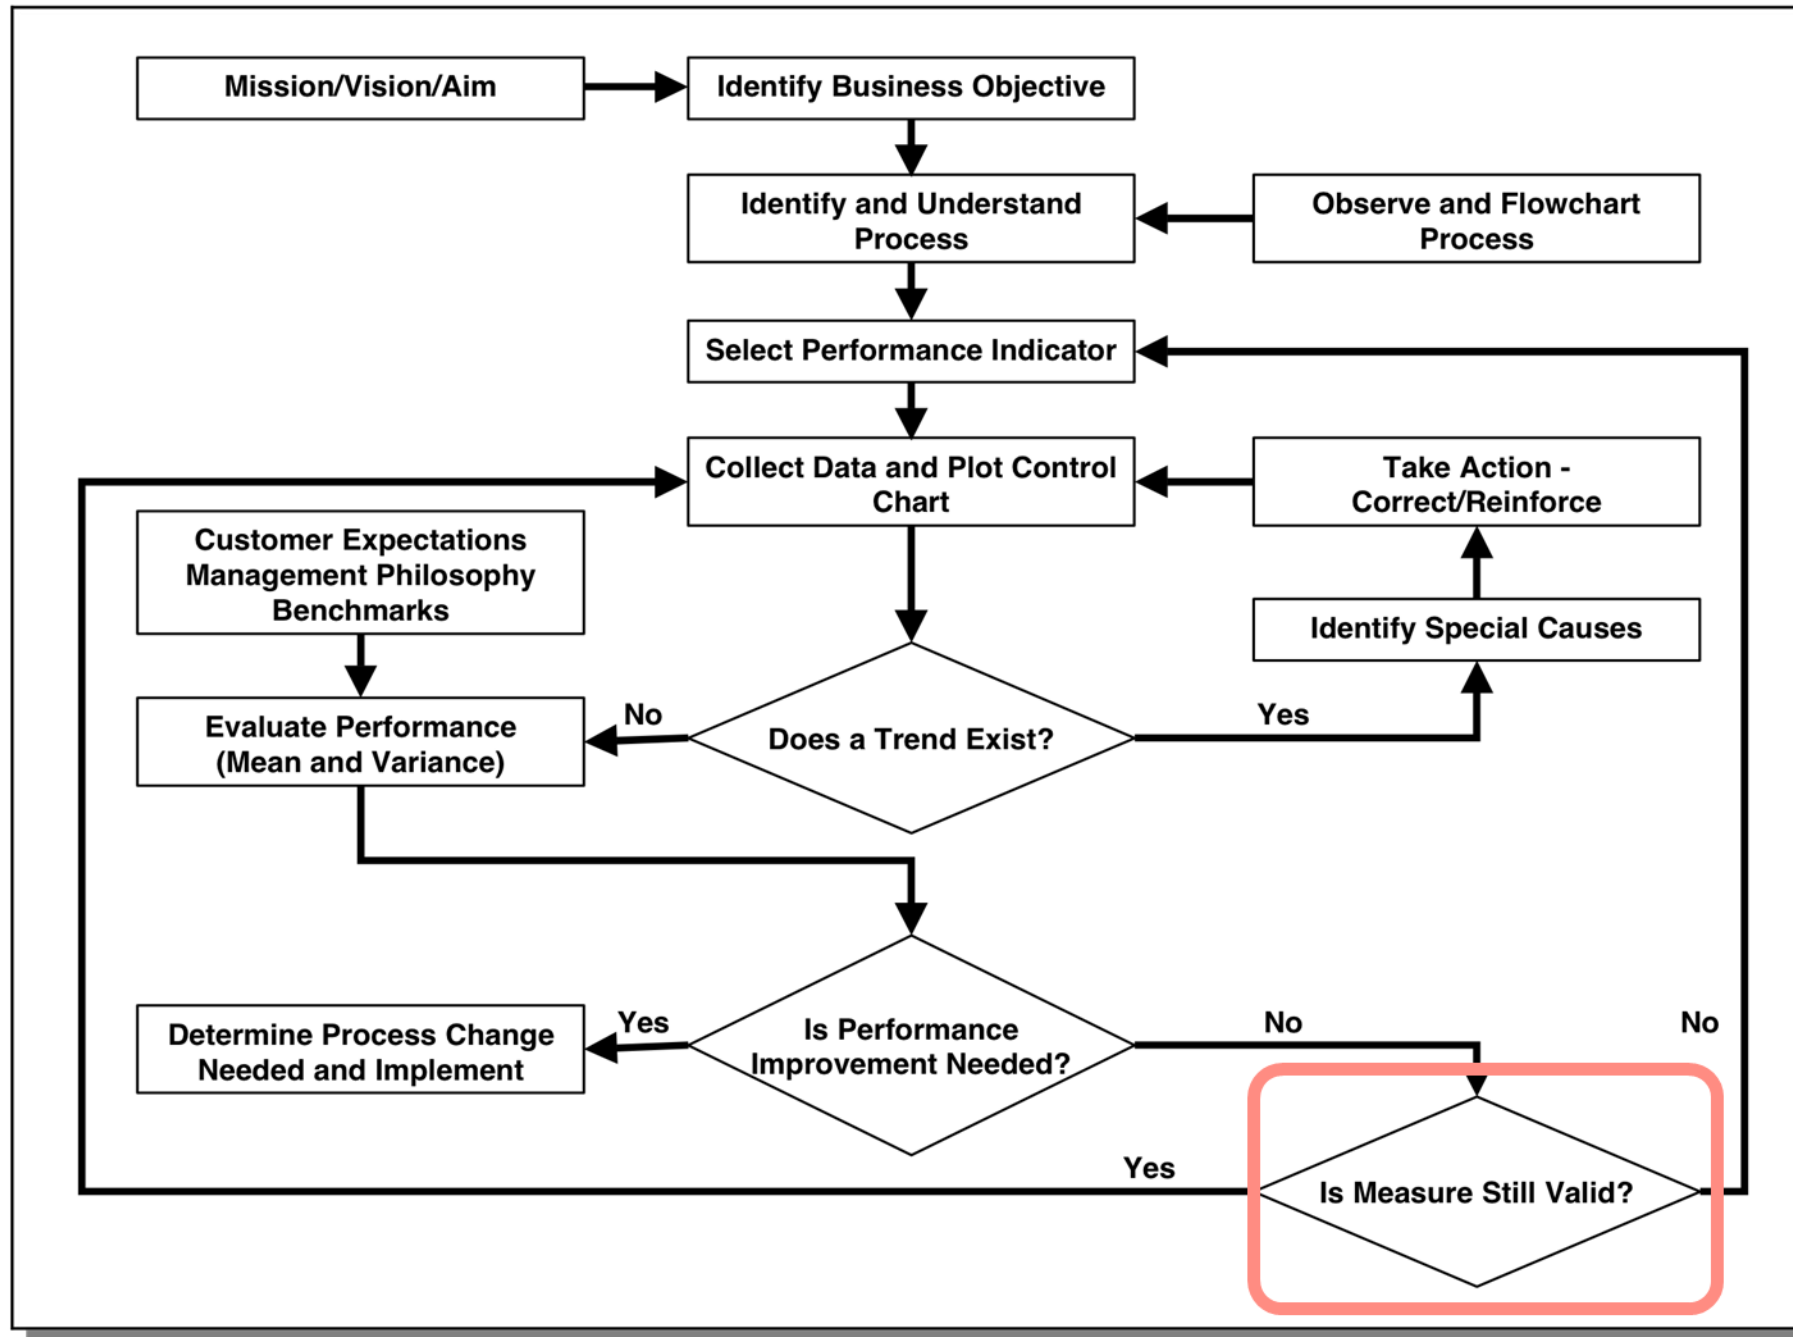 Mission/Vision/Aim
Identify Business Objective
Identify and Understand
Process
Observe and Flowchart
Process
Select Performance Indicator
Collect Data and Plot Control
Chart
Take Action -
Correct/Reinforce
Customer Expectations
Management Philosophy
Benchmarks
Identify Special Causes
Evaluate Performance
(Mean and Variance)
No
Does a Trend Exist?
Yes
Determine Process Change
Needed and Implement
Yes
Is Performance
Improvement Needed?
No
No
Yes
Is Measure Still Valid?